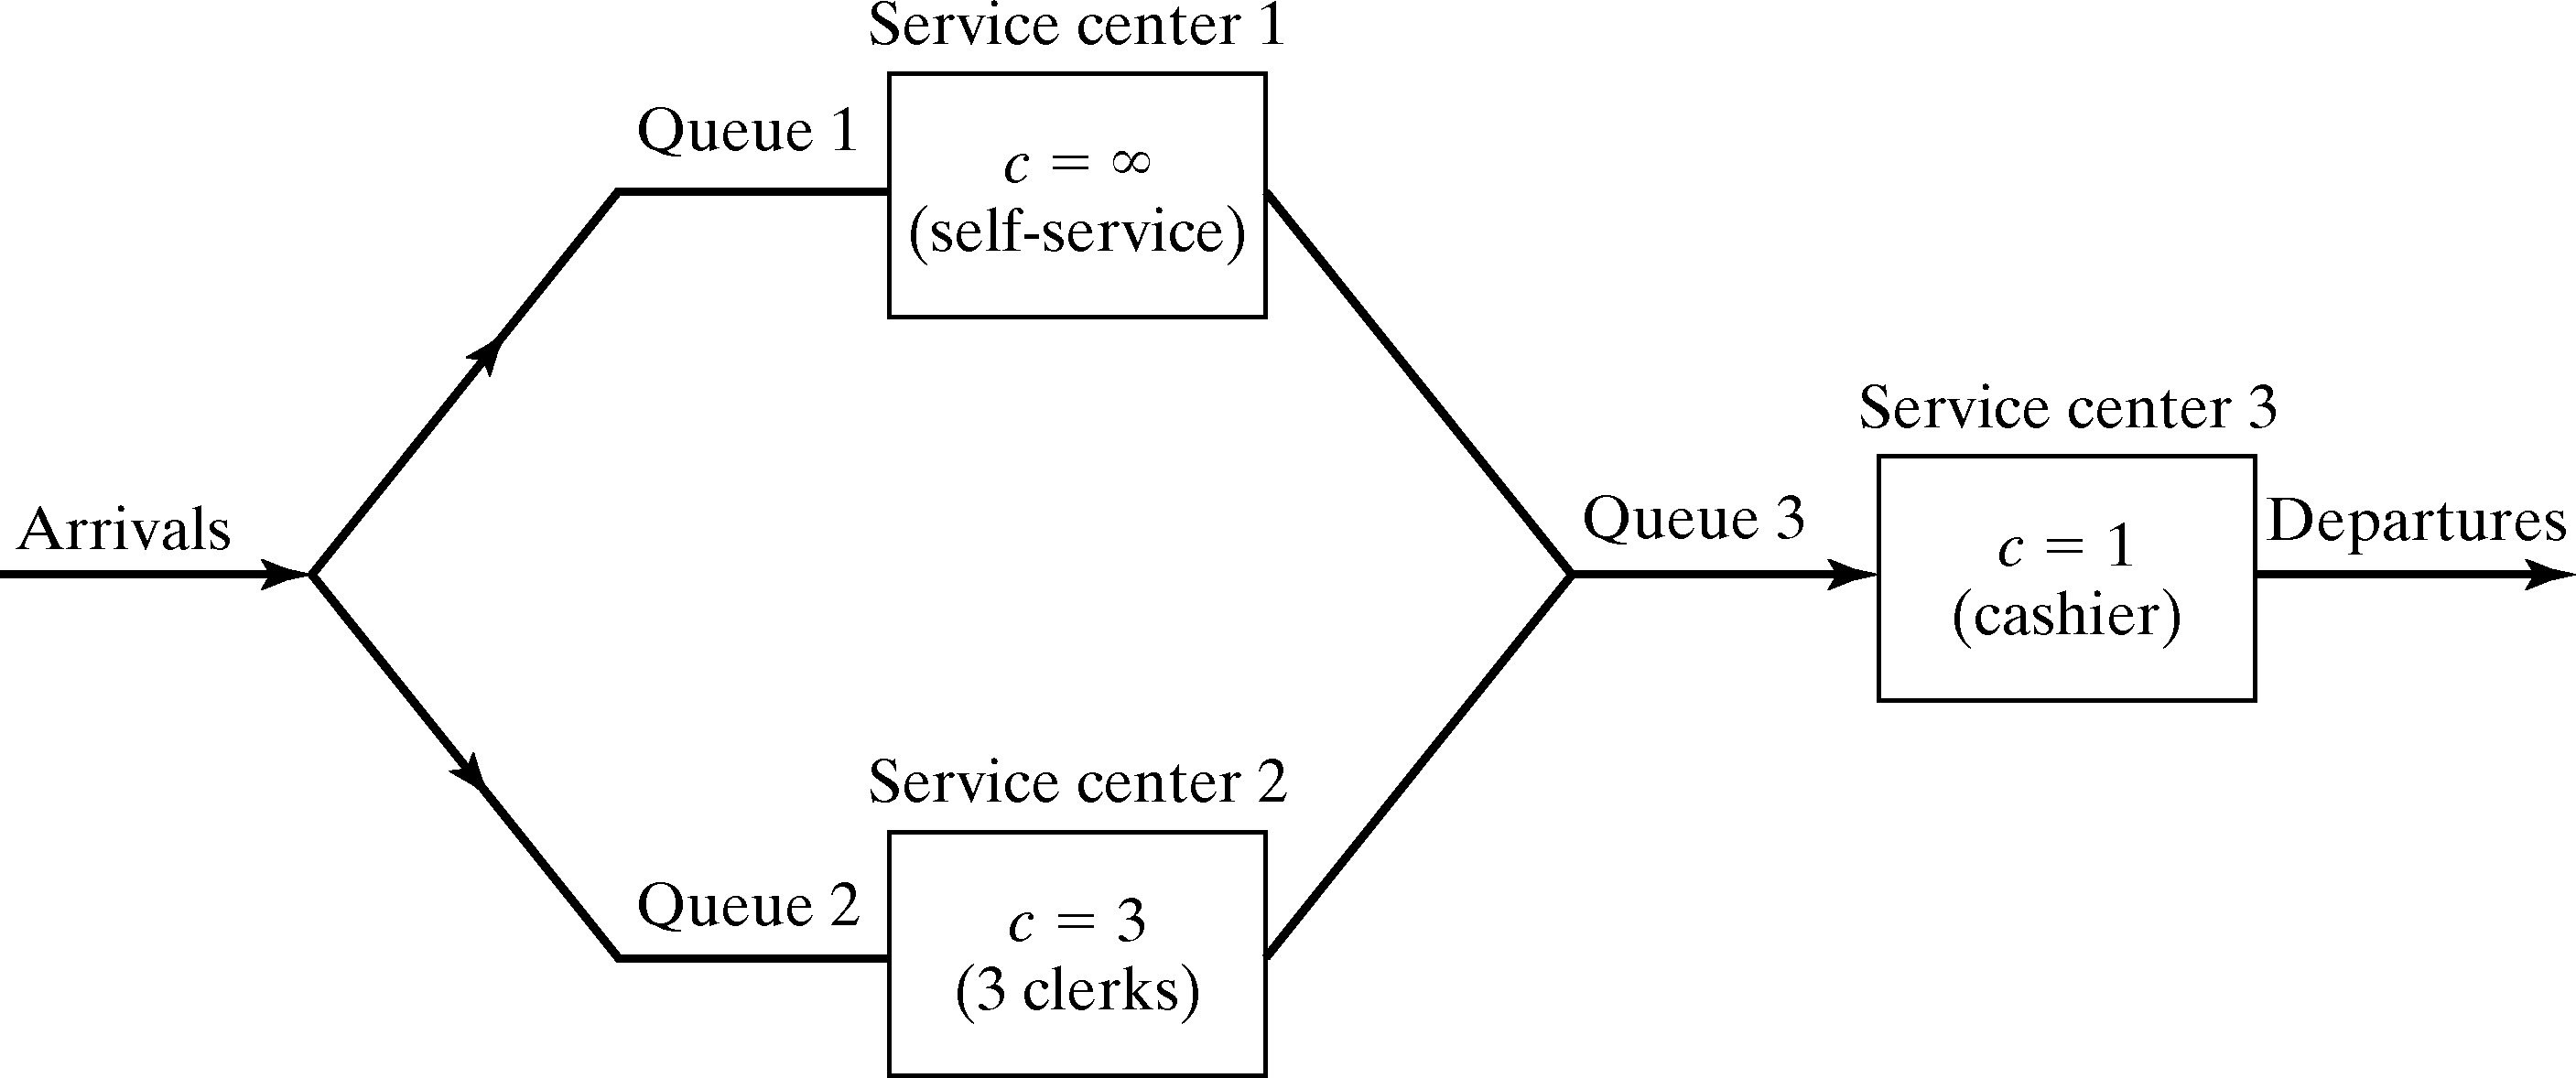 Service center 1
Queue 1
c = ∞
(self-service)
Arrivals
Service center 2
Queue 2
c = 3
(3 clerks)
Service center 3
Queue 3
c = 1
(cashier)
Departures